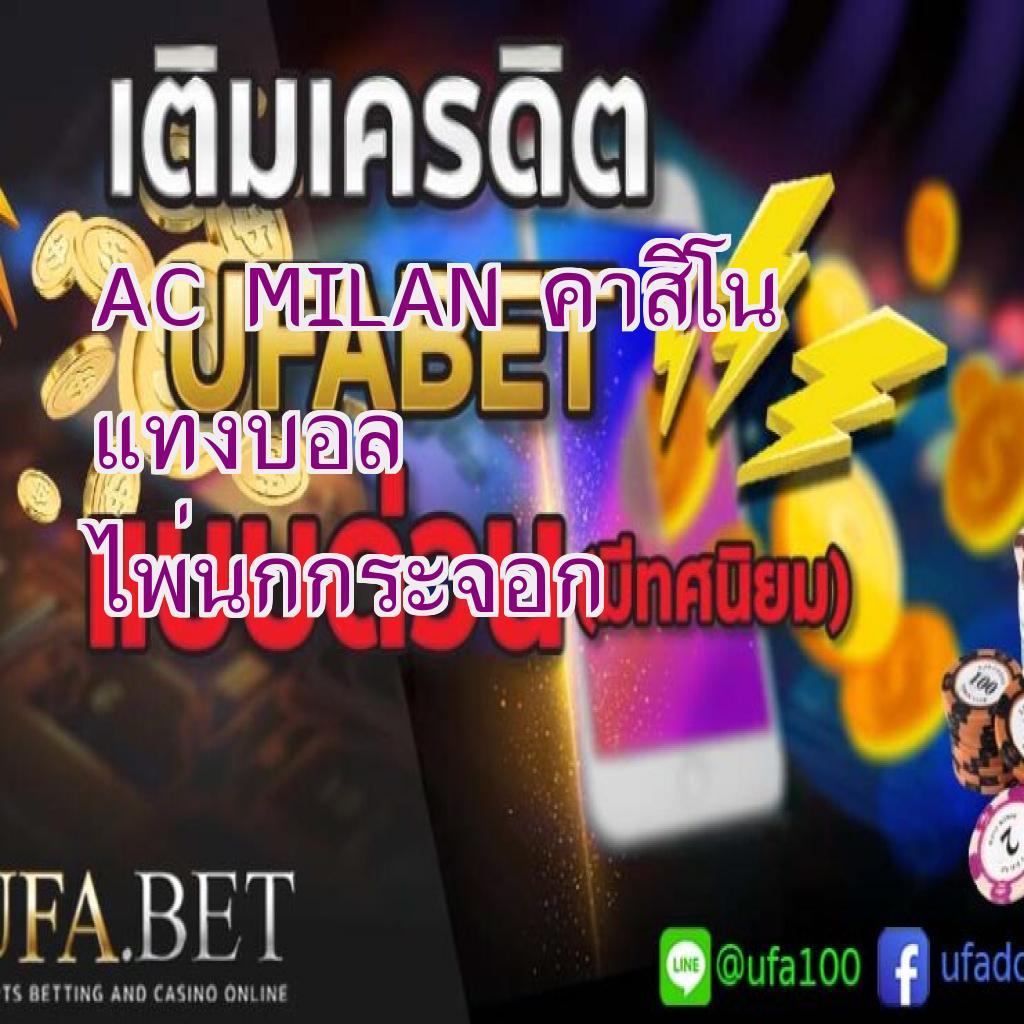 เติมเครดิต
AC MILAN คาสิโน
UFABET
แทงบอล
ไพ่นกกระจอก
แบบด่วน (มีทศนิยม)
100
UFA.BET
BETTING AND CASINO ONLINE
LINE @ufa100